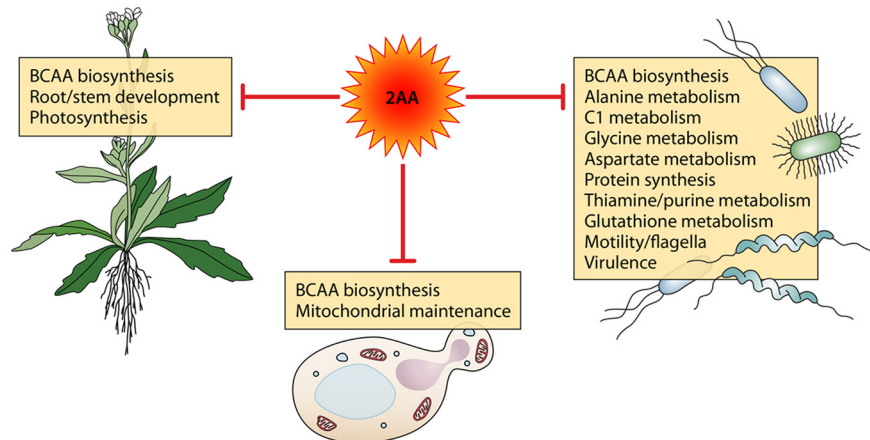 BCAA biosynthesis
Root/stem development
Photosynthesis
2AA
BCAA biosynthesis
Alanine metabolism
C1 metabolism
Glycine metabolism
Aspartate metabolism
Protein synthesis
Thiamine/purine metabolism
Glutathione metabolism
Motility/flagella
Virulence
BCAA biosynthesis
Mitochondrial maintenance